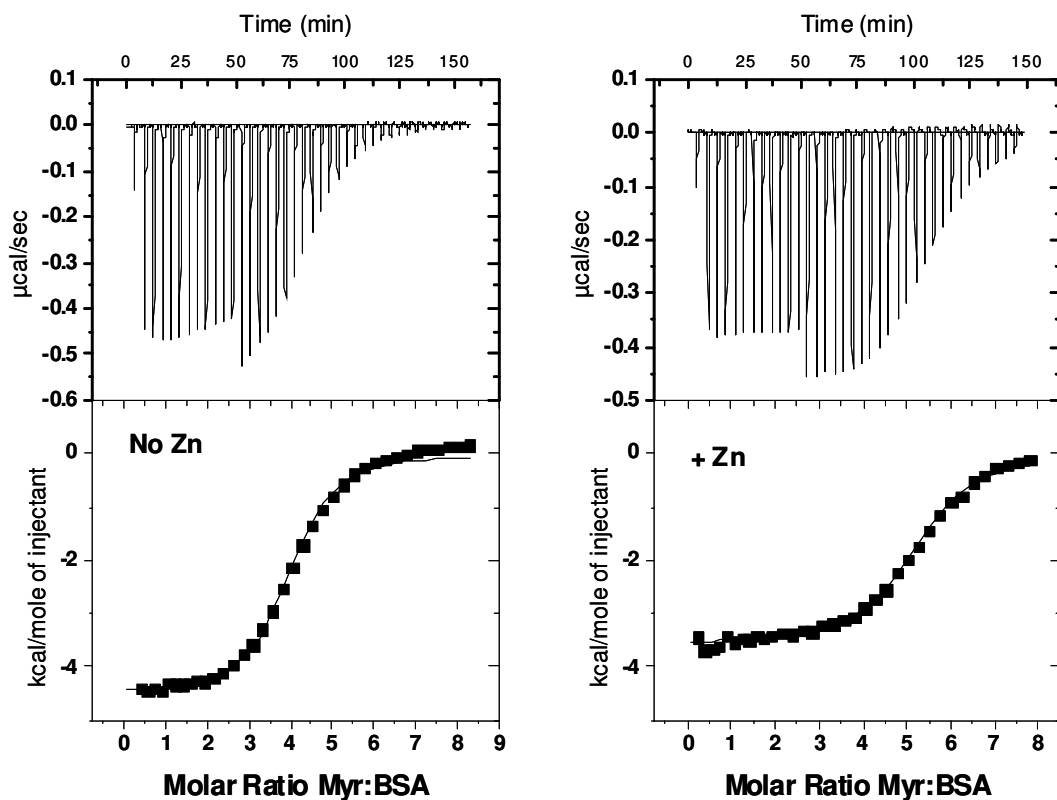 Time (min)
0 25 50 75 100 125 150
0.1
0.0
-0.1
-0.2
-0.3
-0.4
-0.5
-0.6
µcal/sec
No Zn
0
-2
-4
kcal/mole of injectant
0 1 2 3 4 5 6 7 8 9
Molar Ratio Myr:BSA
Time (min)
0 25 50 75 100 125 150
0.1
0.0
-0.1
-0.2
-0.3
-0.4
-0.5
µcal/sec
+ Zn
0
-2
-4
kcal/mole of injectant
0 1 2 3 4 5 6 7 8
Molar Ratio Myr:BSA